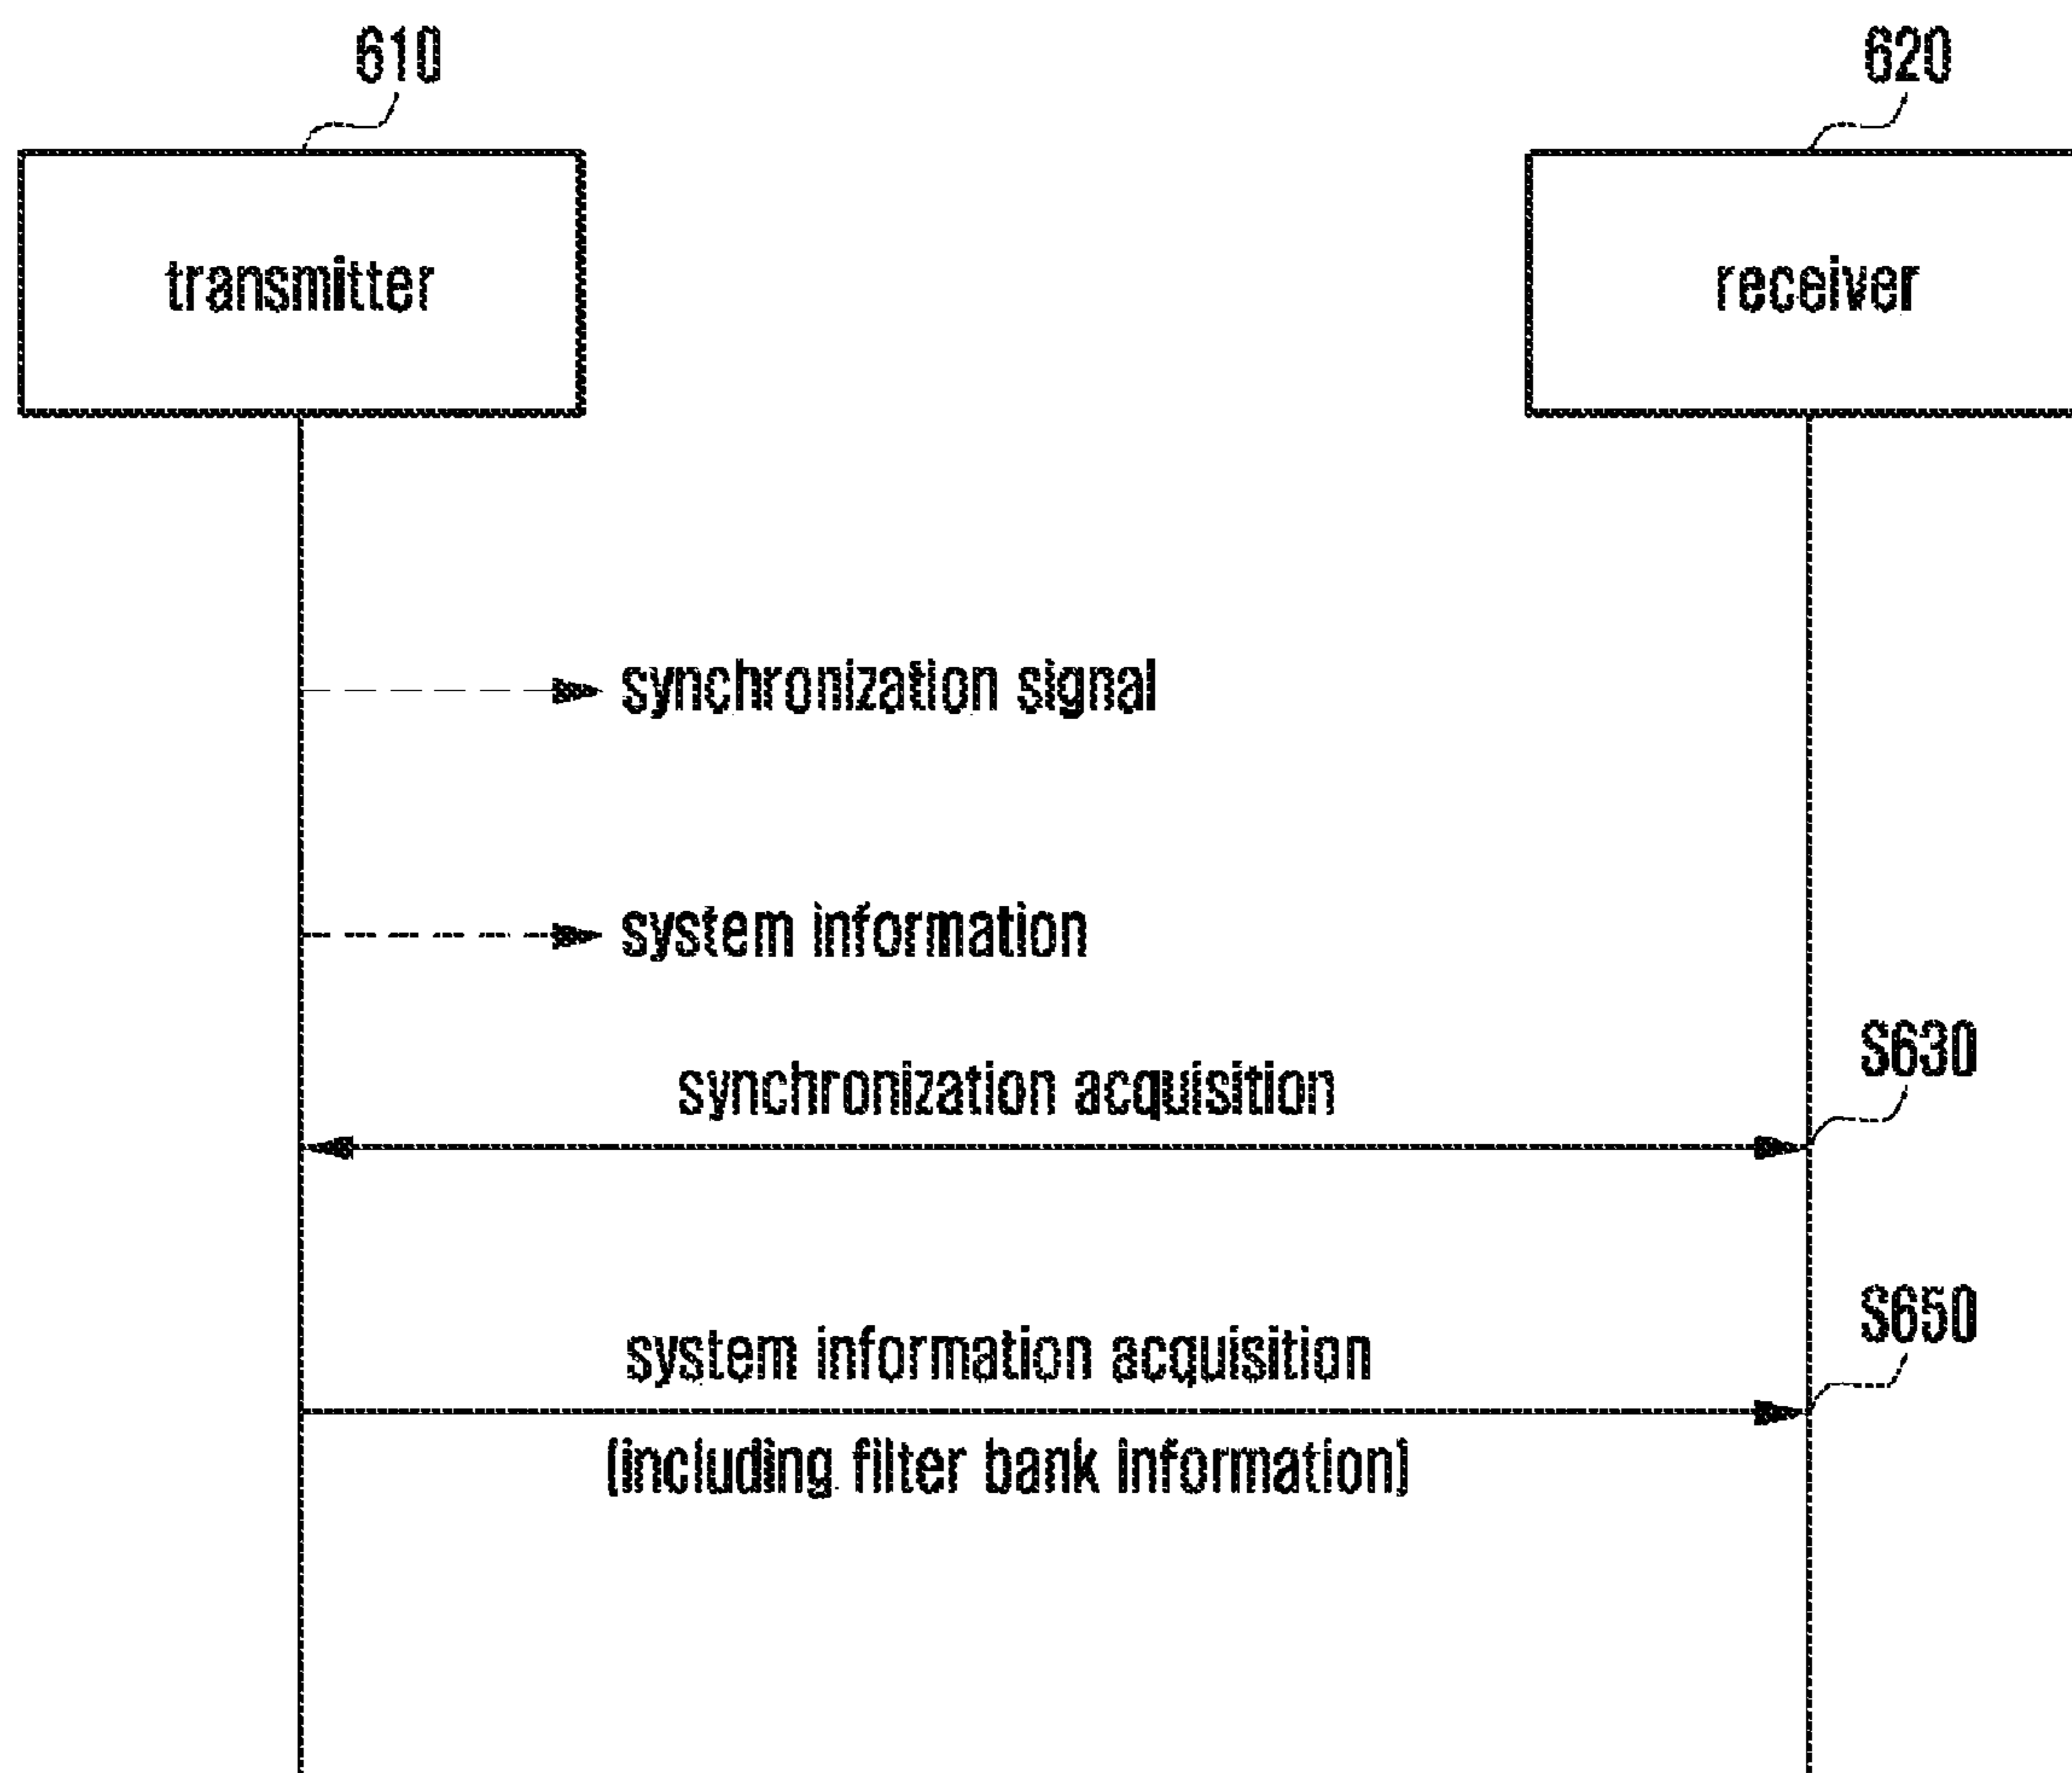 610
620
transmitter
receiver
synchronization signal
system information
S630
synchronization acquisition
S650
system information acquisition
(including filter bank information)